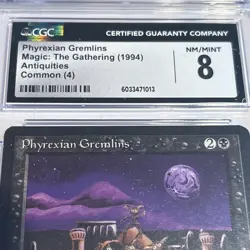 CGC
CERTIFIED GUARANTY COMPANY
Phyrexian Gremlins
Magic: The Gathering (1994)
Antiquities
Common (4)
NM/MINT
8
6033471013
Phyrexian Gremlins 2